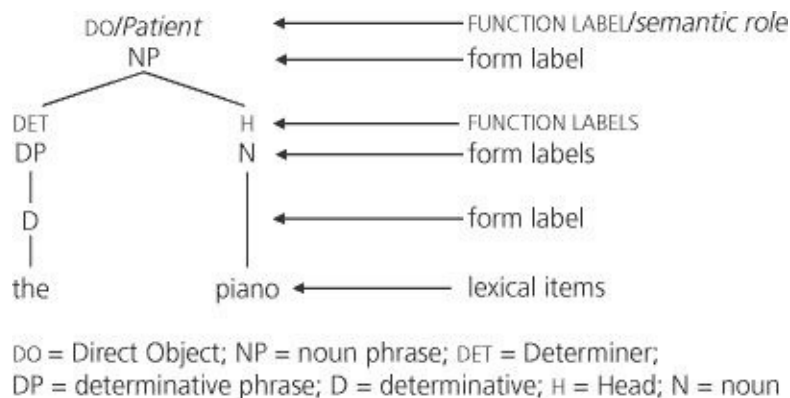 DO/Patient FUNCTION LABEL/semantic role
NP form label
DET H FUNCTION LABELS
DP N form labels
D form label
the piano lexical items
DO = Direct Object; NP = noun phrase; DET = Determiner;
DP = determinative phrase; D = determinative; H = Head; N = noun